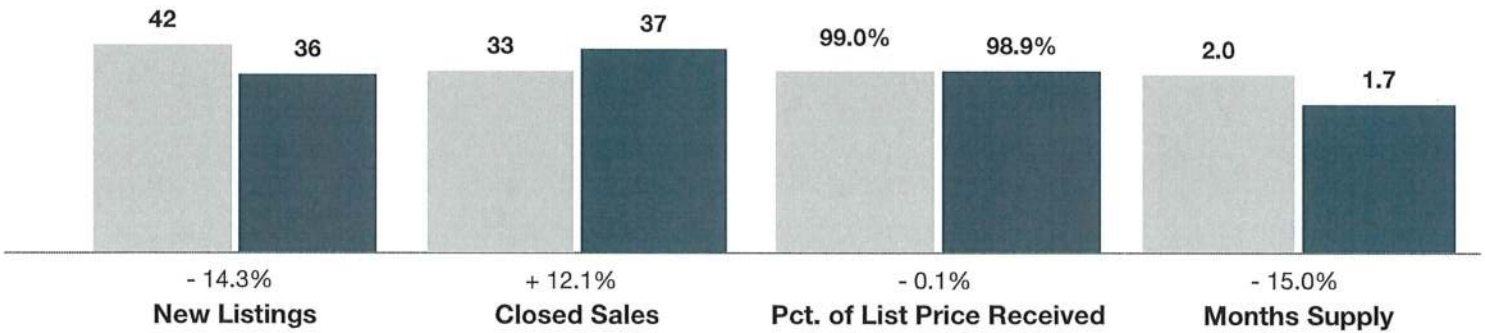 42 36 33 37 99.0% 98.9% 2.0 1.7
- 14.3% + 12.1% - 0.1% - 15.0%
New Listings Closed Sales Pct. of List Price Received Months Supply